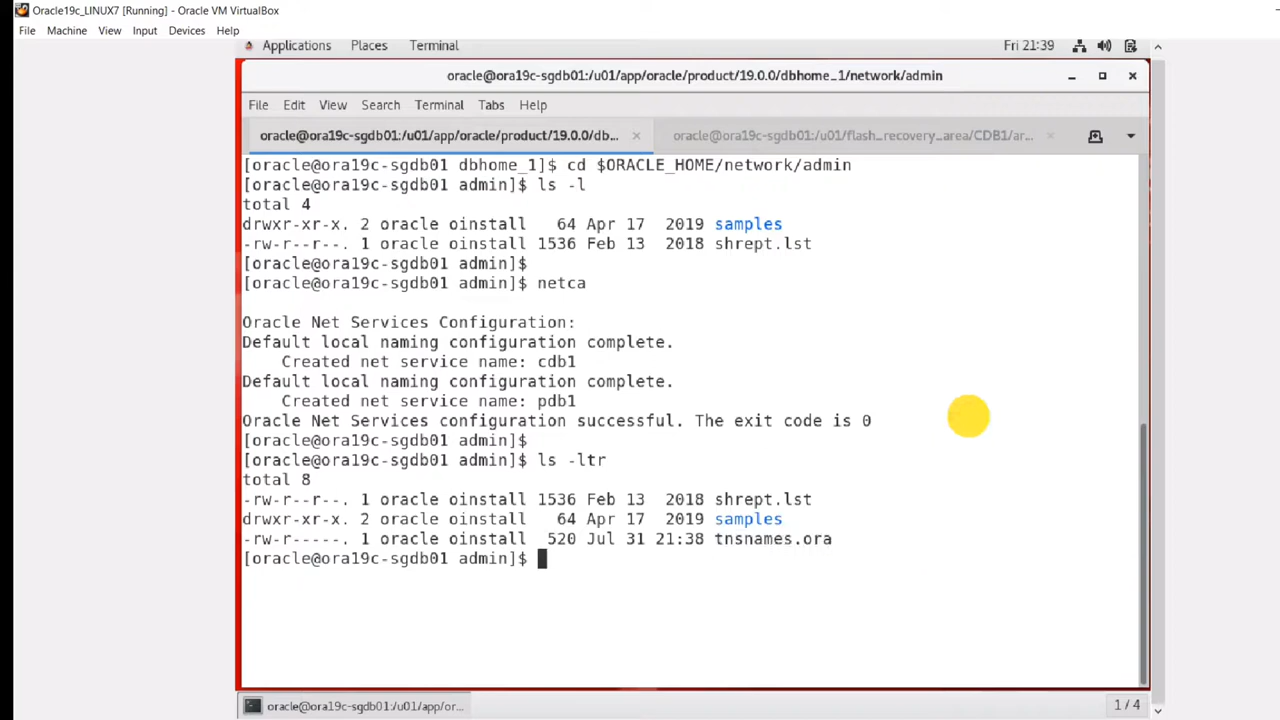 Oracle19c_LINUX7 [Running] - Oracle VM VirtualBox
File Machine View Input Devices Help
Applications Places Terminal Fri 21:39
oracle@ora19c-sgdb01:/u01/app/oracle/product/19.0.0/dbhome_1/network/admin
File Edit View Search Terminal Tabs Help
oracle@ora19c-sgdb01:/u01/app/oracle/product/19.0.0/db... × oracle@ora19c-sgdb01:/u01/flash_recovery_area/CDB1/ar... ×
[oracle@ora19c-sgdb01 dbhome_1]$ cd $ORACLE_HOME/network/admin
[oracle@ora19c-sgdb01 admin]$ ls -l
total 4
drwxr-xr-x. 2 oracle oinstall   64 Apr 17  2019 samples
-rw-r--r--. 1 oracle oinstall 1536 Feb 13  2018 shrept.lst
[oracle@ora19c-sgdb01 admin]$
[oracle@ora19c-sgdb01 admin]$ netca
Oracle Net Services Configuration:
Default local naming configuration complete.
    Created net service name: cdb1
Default local naming configuration complete.
    Created net service name: pdb1
Oracle Net Services configuration successful. The exit code is 0
[oracle@ora19c-sgdb01 admin]$
[oracle@ora19c-sgdb01 admin]$ ls -ltr
total 8
-rw-r--r--. 1 oracle oinstall 1536 Feb 13  2018 shrept.lst
drwxr-xr-x. 2 oracle oinstall   64 Apr 17  2019 samples
-rw-r-----. 1 oracle oinstall  520 Jul 31 21:38 tnsnames.ora
[oracle@ora19c-sgdb01 admin]$
oracle@ora19c-sgdb01:/u01/app/or... 1 / 4